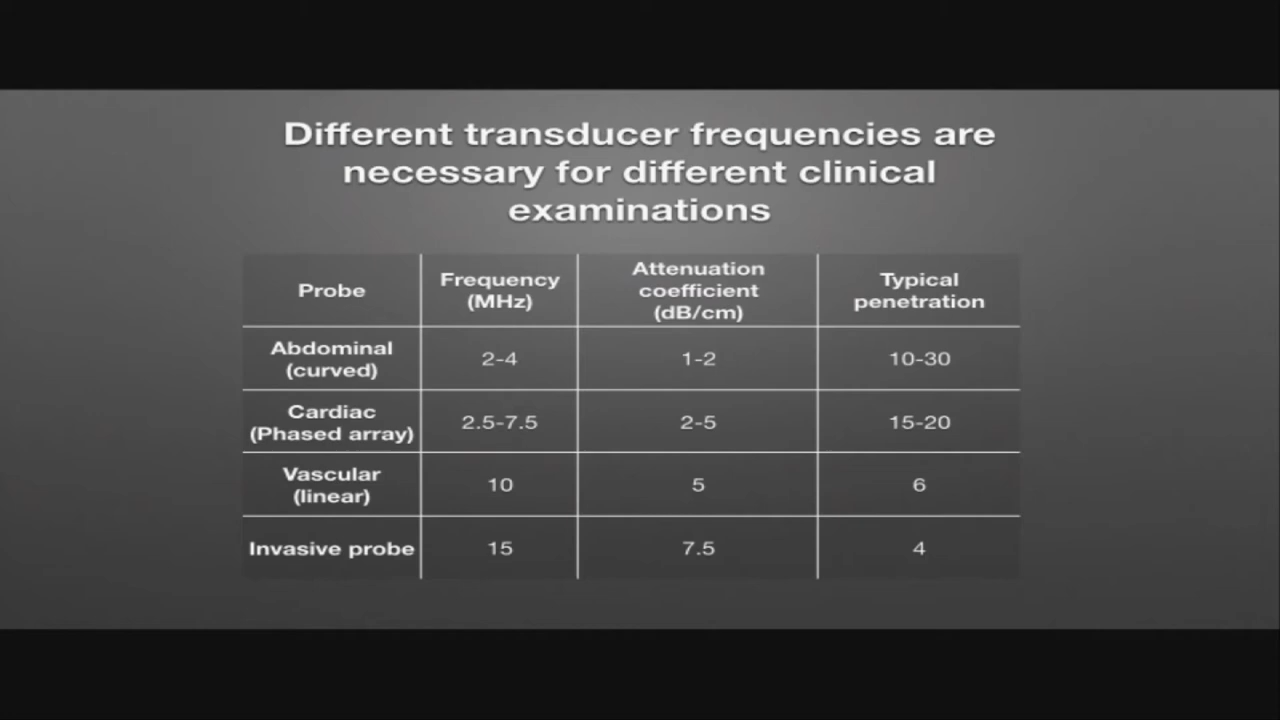 Different transducer frequencies are
necessary for different clinical
examinations
Probe
Frequency
(MHz)
Attenuation
coefficient
(dB/cm)
Typical
penetration
Abdominal
(curved)
2-4
1-2
10-30
Cardiac
(Phased array)
2.5-7.5
2-5
15-20
Vascular
(linear)
10
5
6
Invasive probe
15
7.5
4